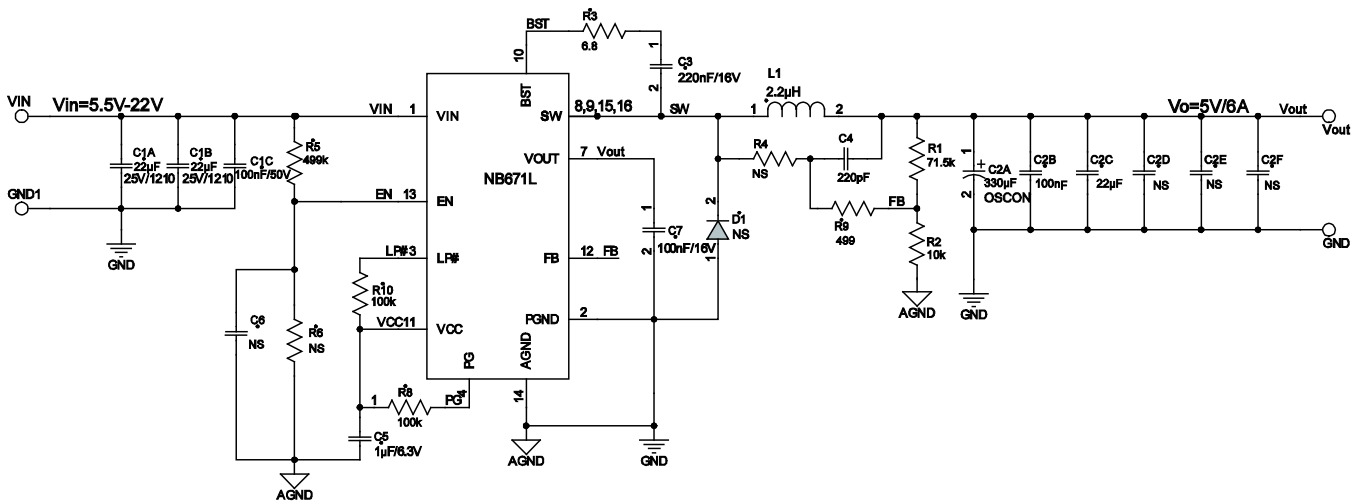 BST
R3
6.8
1
C3
220nF/16V
2
10
VIN
Vin=5.5V-22V
VIN
1
VIN
BST
SW
8,9,15,16
SW
L1
2.2µH
1
2
Vo=5V/6A
Vout
Vout
C1A
22µF
25V/1210
C1B
22µF
25V/1210
C1C
100nF/50V
R5
499k
VOUT
7
Vout
NB671L
R4
NS
C4
220pF
R1
71.5k
1
C2A
330µF
OSCON
2
C2B
100nF
C2C
22µF
C2D
NS
C2E
NS
C2F
NS
GND1
GND
EN
13
EN
1
C7
100nF/16V
2
2
D1
NS
1
R9
499
FB
R2
10k
GND
LP#
3
LP#
FB
12
FB
R10
100k
AGND
GND
C6
NS
R6
NS
VCC
11
VCC
PGND
2
PG
AGND
1
R8
100k
PG
4
14
C5
1µF/6.3V
AGND
AGND
GND